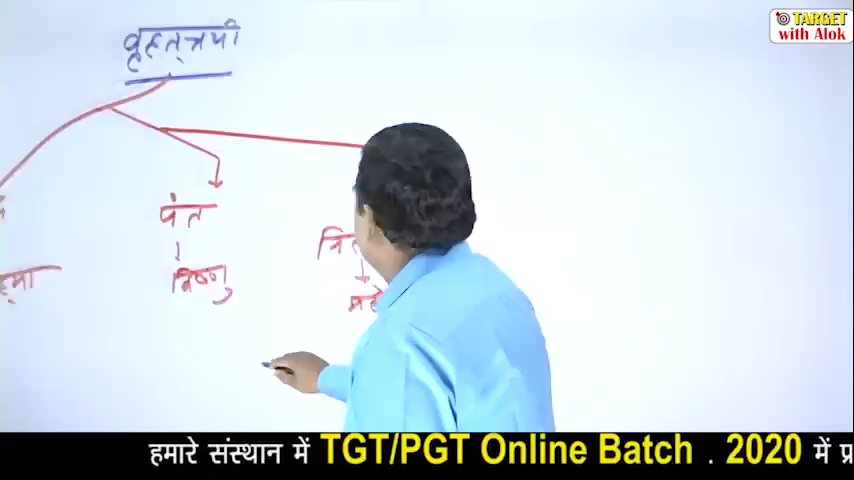 TARGET
with Alok
वृहत्त्रयी
पंत
विष्णु
हमारे संस्थान में TGT/PGT Online Batch . 2020 में प्र